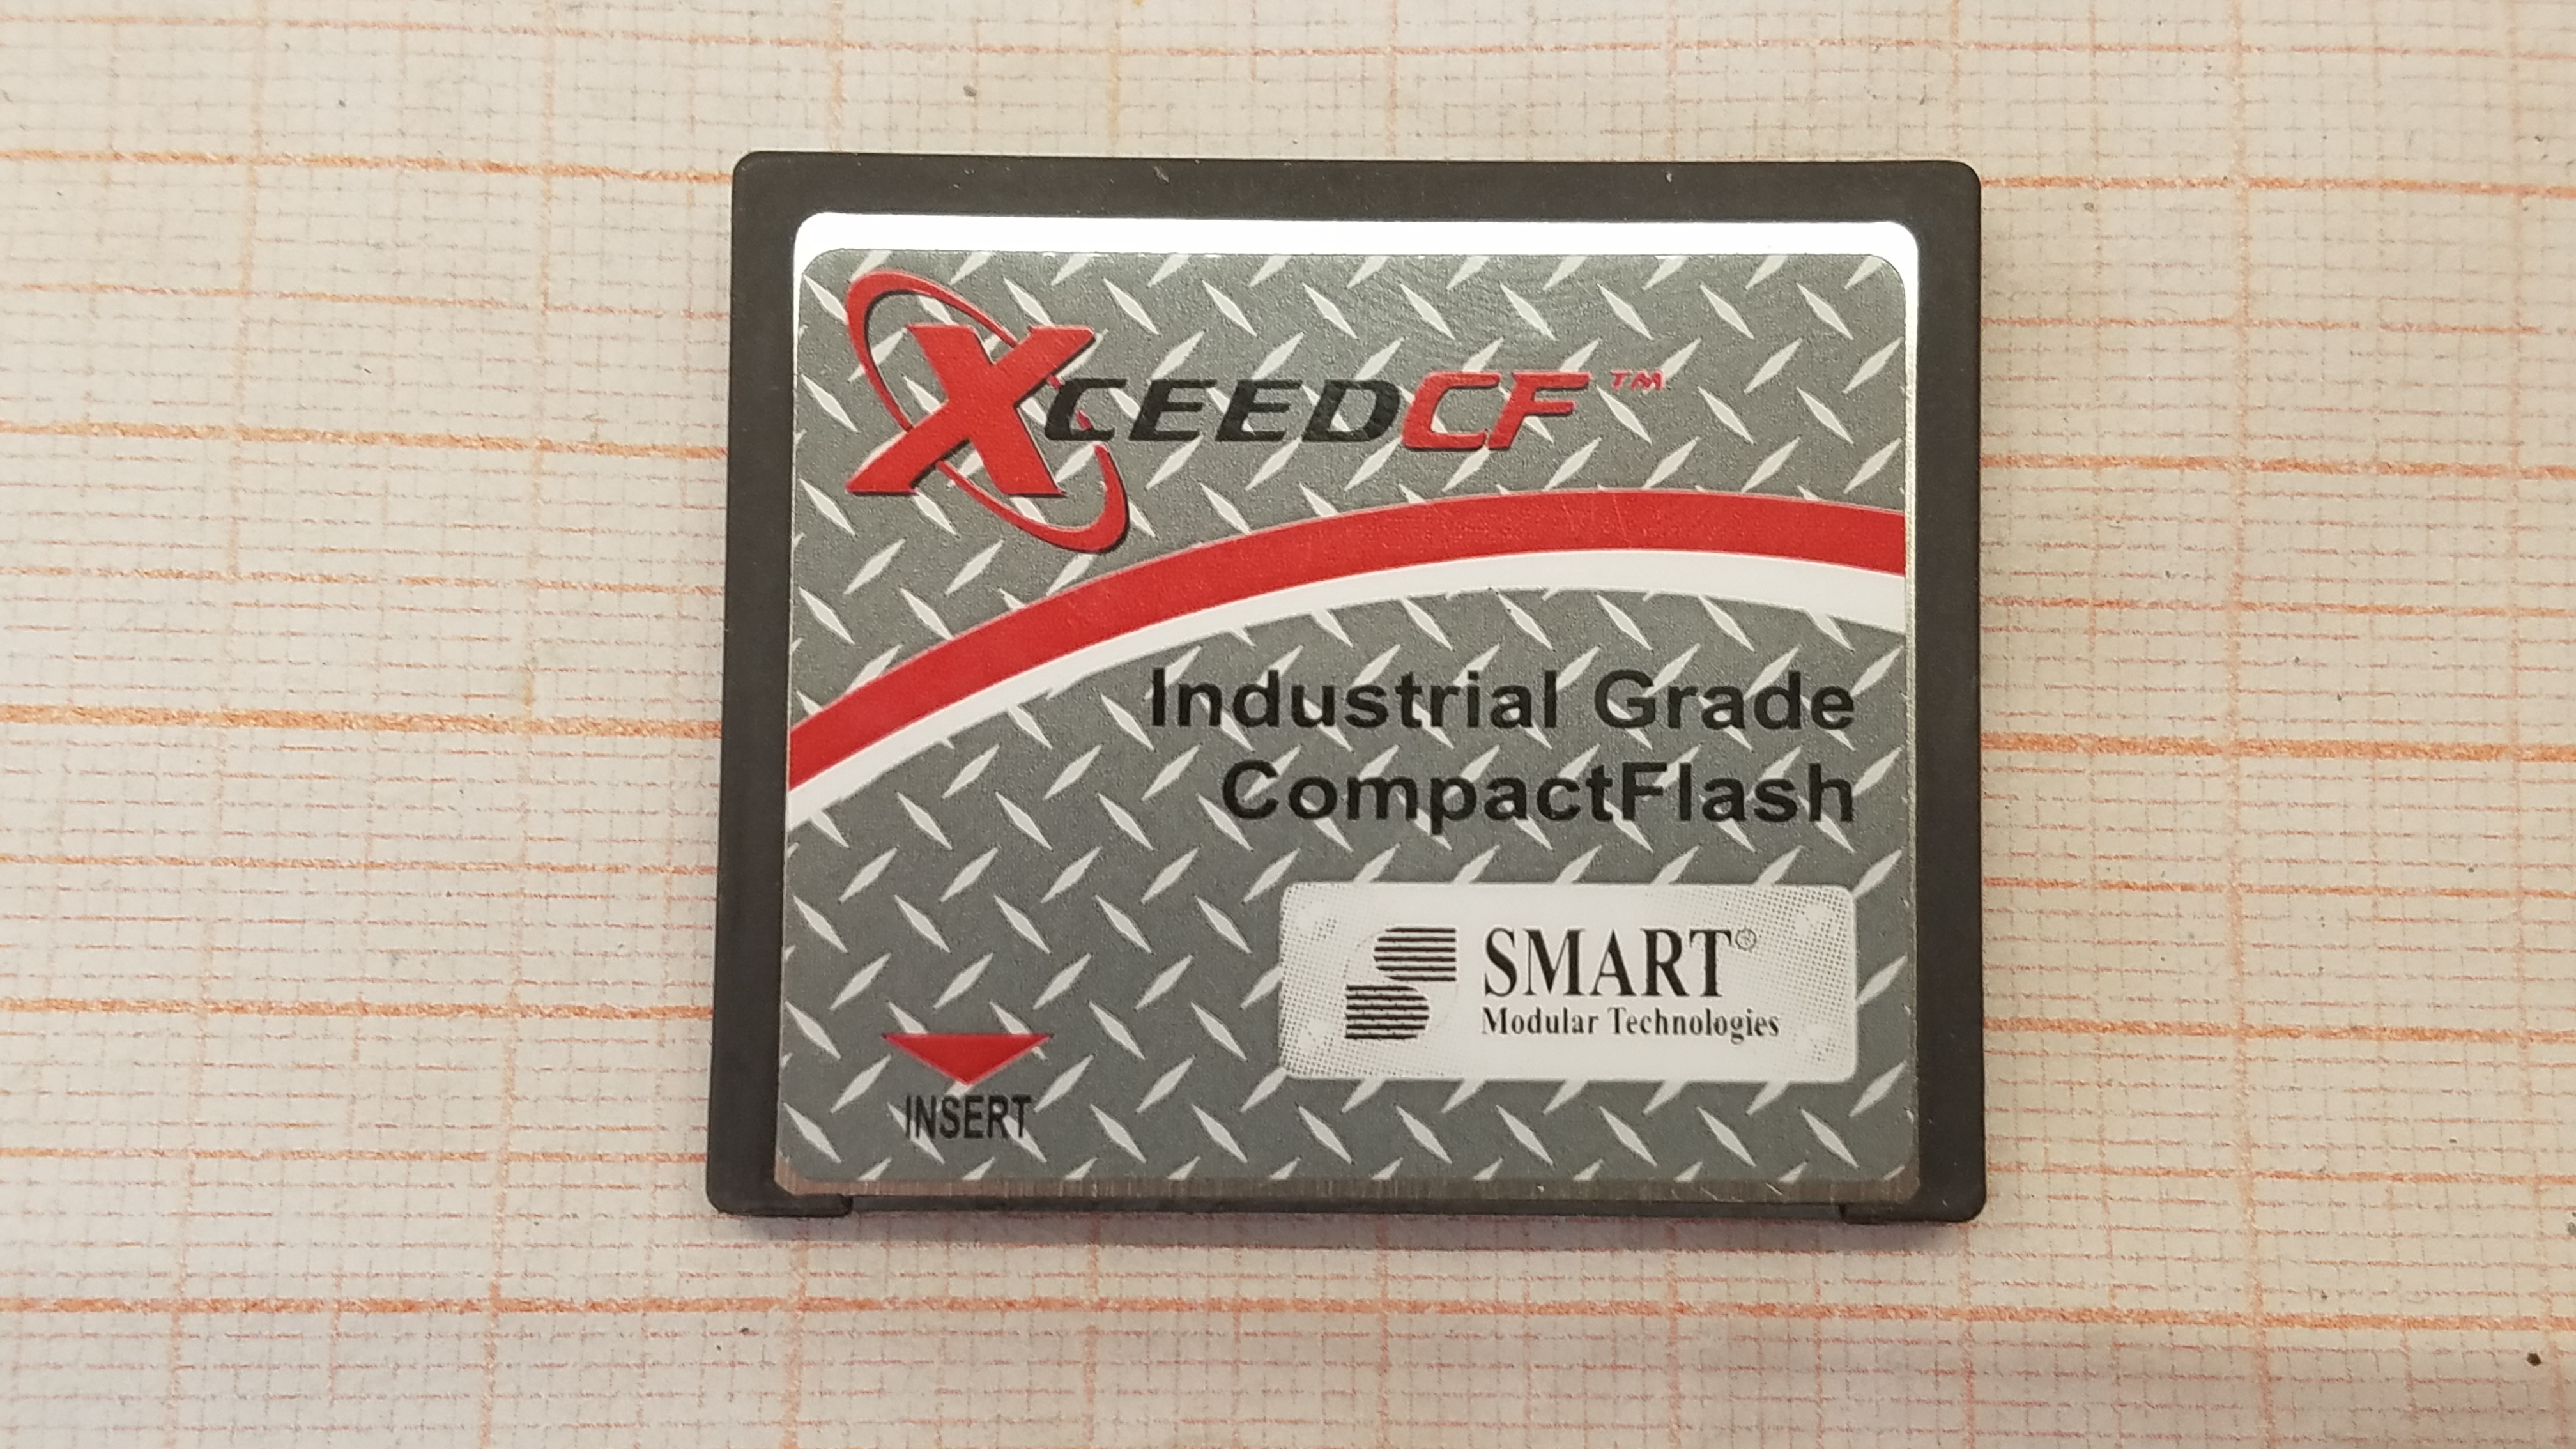 XCEEDCF™
Industrial Grade
CompactFlash
SMART®
Modular Technologies
INSERT